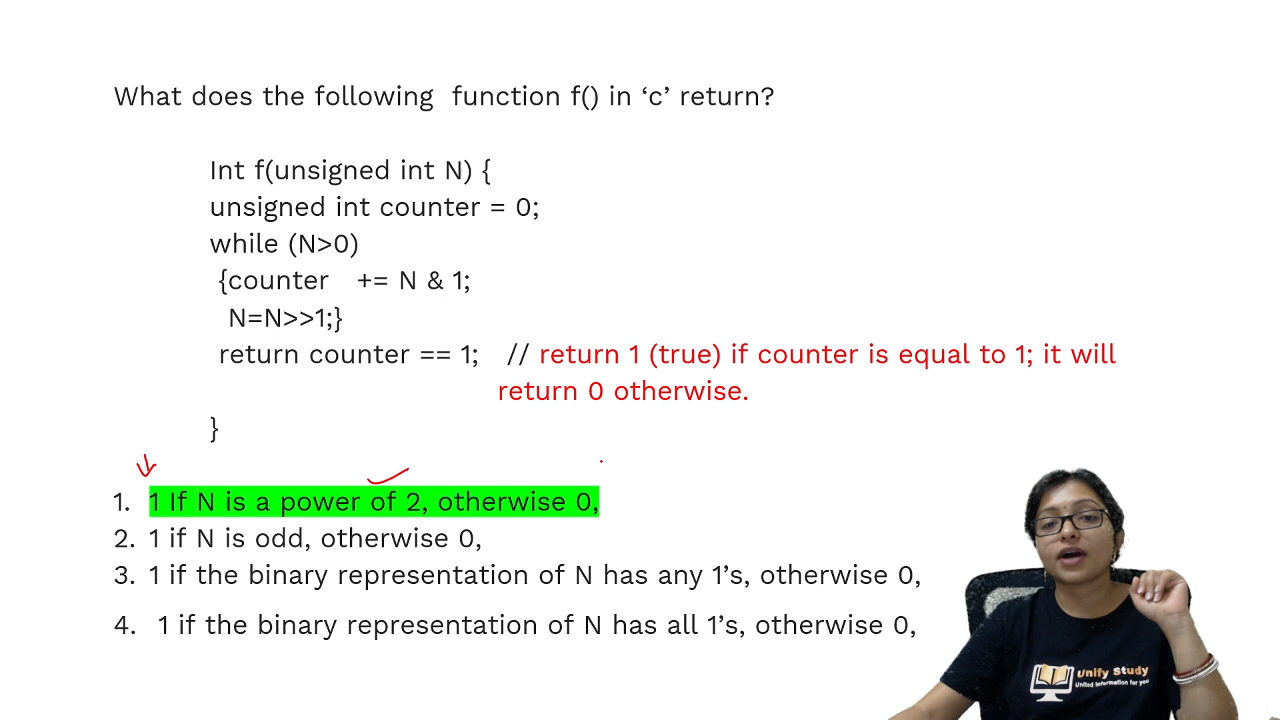 What does the following function f() in ‘c’ return?
Int f(unsigned int N) {
unsigned int counter = 0;
while (N>0)
{counter += N & 1;
N=N>>1;}
return counter == 1; // return 1 (true) if counter is equal to 1; it will
return 0 otherwise.
}
1. 1 If N is a power of 2, otherwise 0,
2. 1 if N is odd, otherwise 0,
3. 1 if the binary representation of N has any 1’s, otherwise 0,
4. 1 if the binary representation of N has all 1’s, otherwise 0,
Unify Study
United Information for you